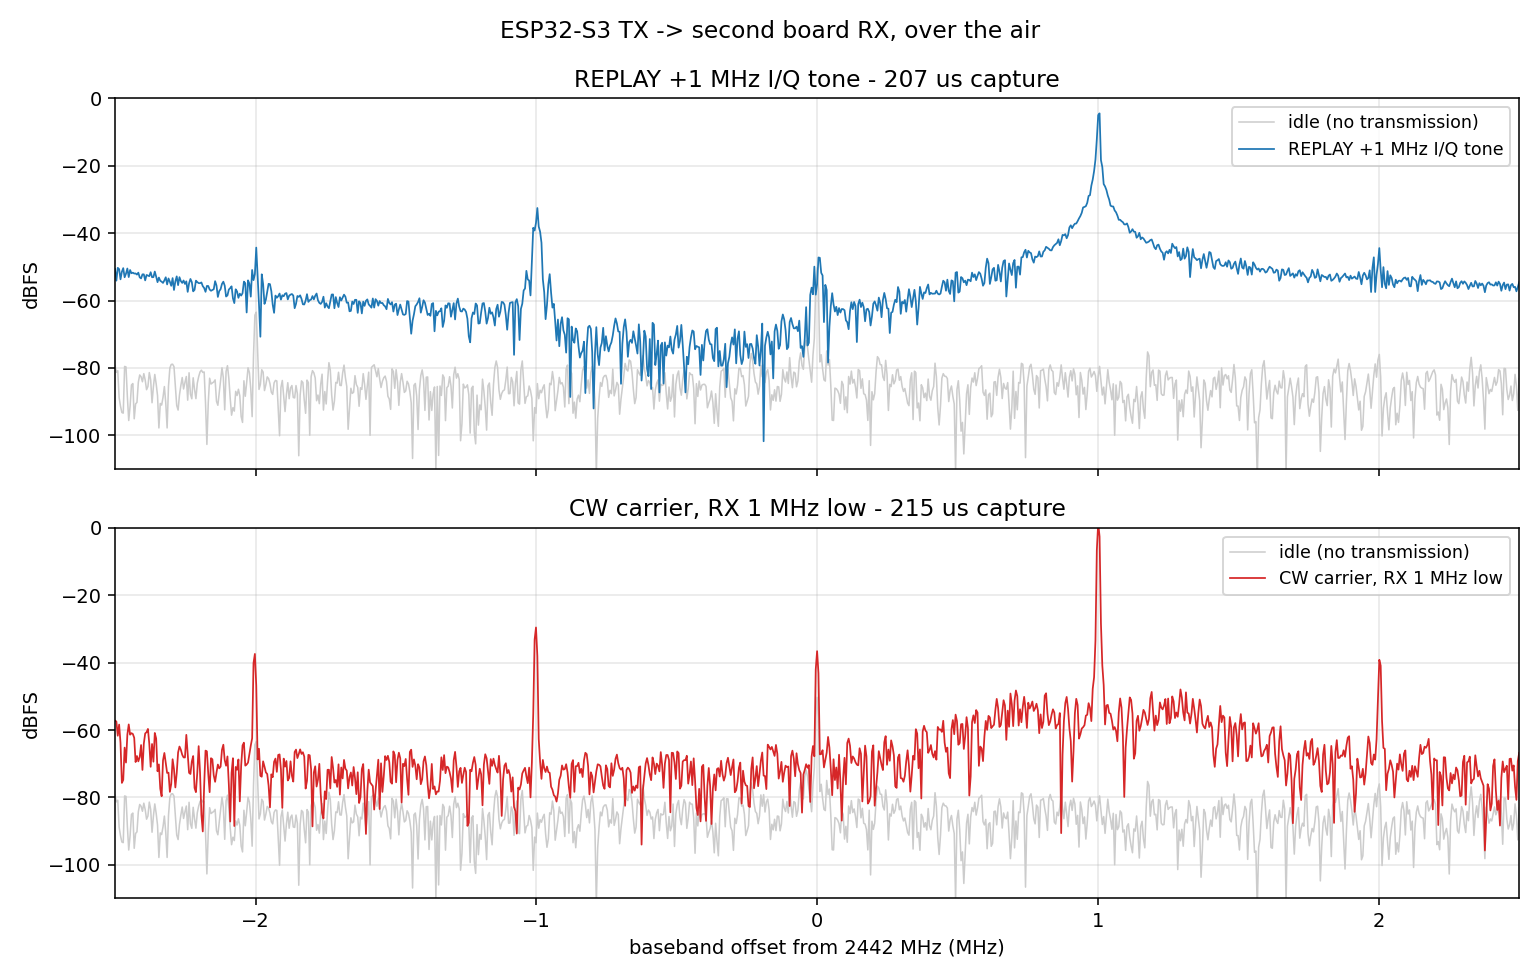 ESP32-S3 TX -> second board RX, over the air
REPLAY +1 MHz I/Q tone - 207 us capture
0
−20
−40
−60
−80
−100
dBFS
idle (no transmission)
REPLAY +1 MHz I/Q tone
CW carrier, RX 1 MHz low - 215 us capture
0
−20
−40
−60
−80
−100
dBFS
idle (no transmission)
CW carrier, RX 1 MHz low
−2
−1
0
1
2
baseband offset from 2442 MHz (MHz)